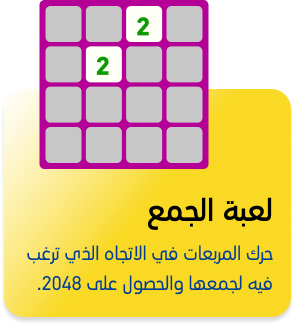 2
2
لعبة الجمع
حرك المربعات في الاتجاه الذي ترغب
فيه لجمعها والحصول على 2048.